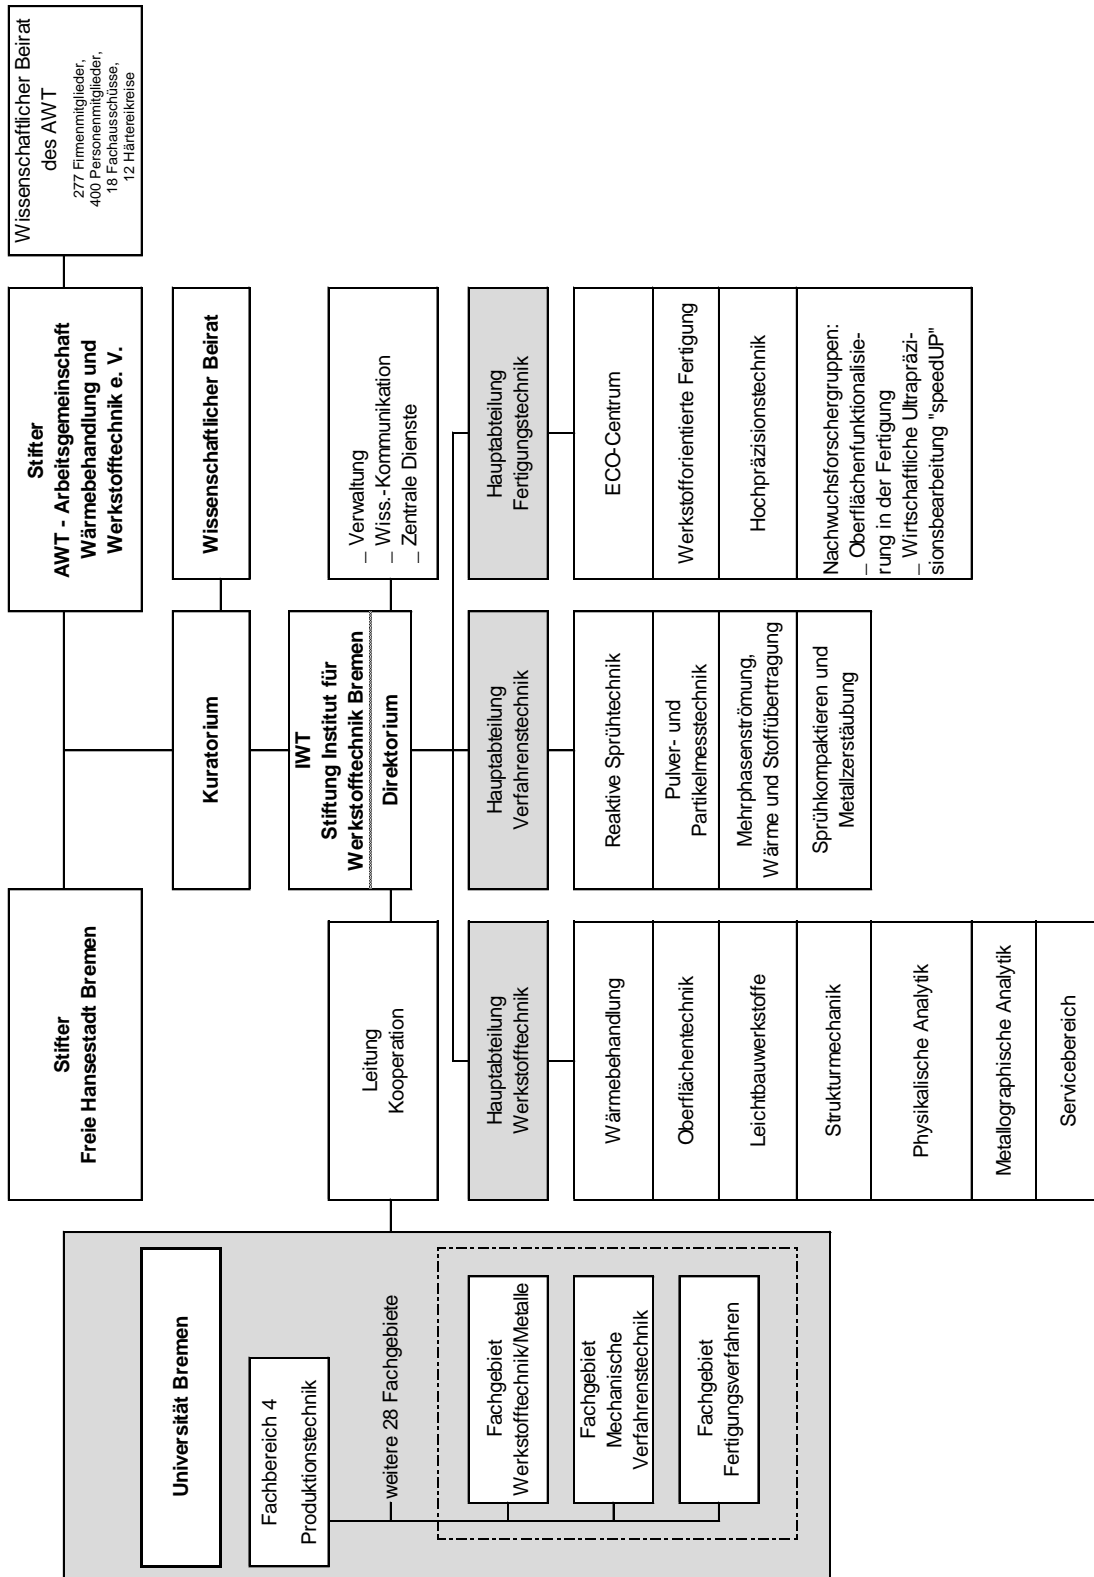 Universität Bremen
Fachbereich 4
Produktionstechnik
weitere 28 Fachgebiete
Fachgebiet
Werkstofftechnik/Metalle
Fachgebiet
Mechanische
Verfahrenstechnik
Fachgebiet
Fertigungsverfahren
Stifter
Freie Hansestadt Bremen
Stifter
AWT - Arbeitsgemeinschaft
Wärmebehandlung und
Werkstofftechnik e. V.
Wissenschaftlicher Beirat
des AWT
277 Firmenmitglieder,
400 Personenmitglieder,
18 Fachausschüsse,
12 Härtereikreise
Kuratorium
Wissenschaftlicher Beirat
IWT
Stiftung Institut für
Werkstofftechnik Bremen
Direktorium
Leitung
Kooperation
– Verwaltung
– Wiss.-Kommunikation
– Zentrale Dienste
Hauptabteilung
Werkstofftechnik
Wärmebehandlung
Oberflächentechnik
Leichtbauwerkstoffe
Strukturmechanik
Physikalische Analytik
Metallographische Analytik
Servicebereich
Hauptabteilung
Verfahrenstechnik
Reaktive Sprühtechnik
Pulver- und
Partikelmesstechnik
Mehrphasenströmung,
Wärme und Stoffübertragung
Sprühkompaktieren und
Metallzerstäubung
Hauptabteilung
Fertigungstechnik
ECO-Centrum
Werkstofforientierte Fertigung
Hochpräzisionstechnik
Nachwuchsforschergruppen:
– Oberflächenfunktionalisie-
rung in der Fertigung
– Wirtschaftliche Ultrapräzi-
sionsbearbeitung "speedUP"